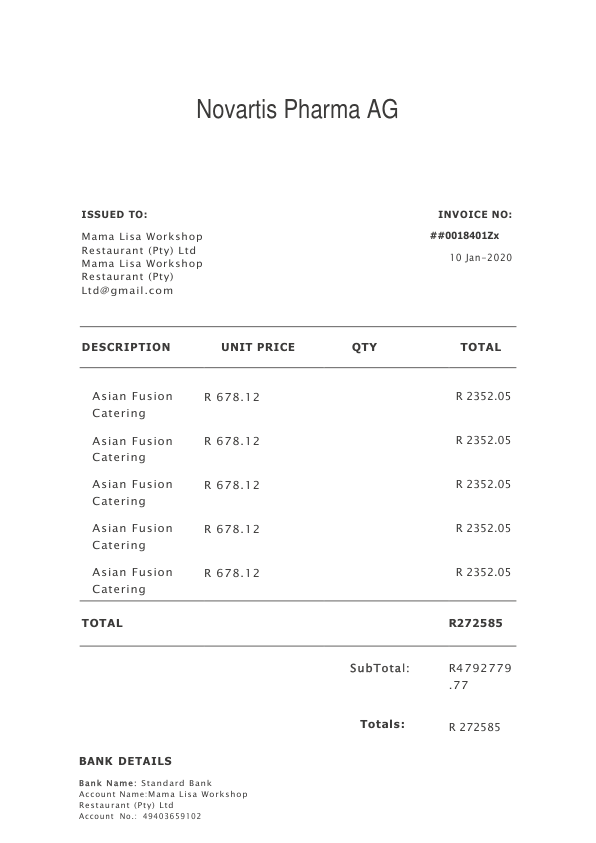 Novartis Pharma AG
ISSUED TO:
INVOICE NO:
Mama Lisa Workshop
Restaurant (Pty) Ltd
Mama Lisa Workshop
Restaurant (Pty)
Ltd@gmail.com
##0018401Zx
10 Jan-2020
DESCRIPTION UNIT PRICE QTY TOTAL
Asian Fusion R 678.12 R 2352.05
Catering
Asian Fusion R 678.12 R 2352.05
Catering
Asian Fusion R 678.12 R 2352.05
Catering
Asian Fusion R 678.12 R 2352.05
Catering
Asian Fusion R 678.12 R 2352.05
Catering
TOTAL R272585
SubTotal: R4792779
.77
Totals: R 272585
BANK DETAILS
Bank Name: Standard Bank
Account Name:Mama Lisa Workshop
Restaurant (Pty) Ltd
Account No.: 49403659102